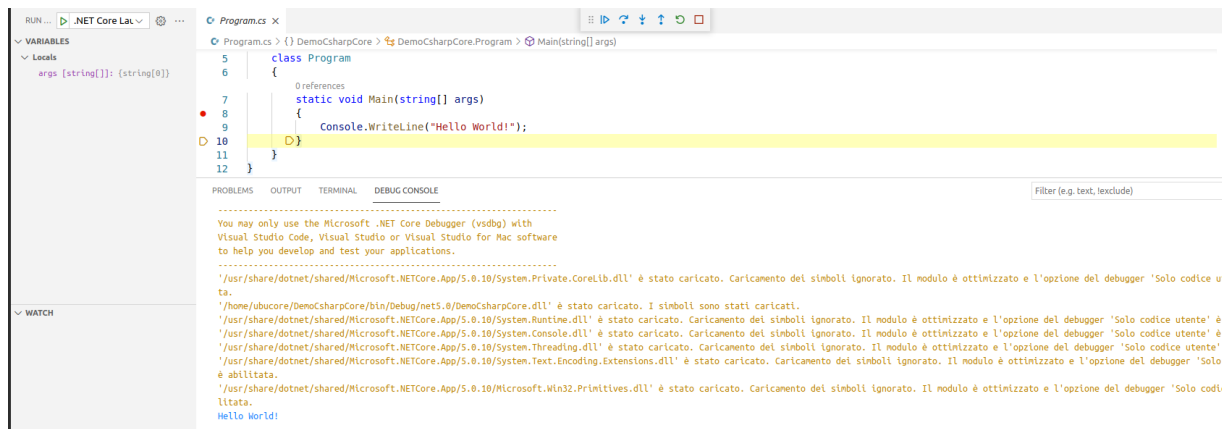 RUN ... .NET Core Lau
Program.cs
VARIABLES
Locals
args [string[]]: {string[0]}
WATCH
Program.cs > {} DemoCsharpCore > DemoCsharpCore.Program > Main(string[] args)
5 class Program
6 {
0 references
7 static void Main(string[] args)
8 {
9 Console.WriteLine("Hello World!");
10 }
11 }
12 }
PROBLEMS OUTPUT TERMINAL DEBUG CONSOLE
Filter (e.g. text, !exclude)
-------------------------------------------------------------------
You may only use the Microsoft .NET Core Debugger (vsdbg) with
Visual Studio Code, Visual Studio or Visual Studio for Mac software
to help you develop and test your applications.
-------------------------------------------------------------------
'/usr/share/dotnet/shared/Microsoft.NETCore.App/5.0.10/System.Private.CoreLib.dll' è stato caricato. Caricamento dei simboli ignorato. Il modulo è ottimizzato e l'opzione del debugger 'Solo codice u
ta.
'/home/ubucore/DemoCsharpCore/bin/Debug/net5.0/DemoCsharpCore.dll' è stato caricato. I simboli sono stati caricati.
'/usr/share/dotnet/shared/Microsoft.NETCore.App/5.0.10/System.Runtime.dll' è stato caricato. Caricamento dei simboli ignorato. Il modulo è ottimizzato e l'opzione del debugger 'Solo codice utente' è
'/usr/share/dotnet/shared/Microsoft.NETCore.App/5.0.10/System.Console.dll' è stato caricato. Caricamento dei simboli ignorato. Il modulo è ottimizzato e l'opzione del debugger 'Solo codice utente' è
'/usr/share/dotnet/shared/Microsoft.NETCore.App/5.0.10/System.Threading.dll' è stato caricato. Caricamento dei simboli ignorato. Il modulo è ottimizzato e l'opzione del debugger 'Solo codice utente'
'/usr/share/dotnet/shared/Microsoft.NETCore.App/5.0.10/System.Text.Encoding.Extensions.dll' è stato caricato. Caricamento dei simboli ignorato. Il modulo è ottimizzato e l'opzione del debugger 'Solo
è abilitata.
'/usr/share/dotnet/shared/Microsoft.NETCore.App/5.0.10/Microsoft.Win32.Primitives.dll' è stato caricato. Caricamento dei simboli ignorato. Il modulo è ottimizzato e l'opzione del debugger 'Solo codic
litata.
Hello World!